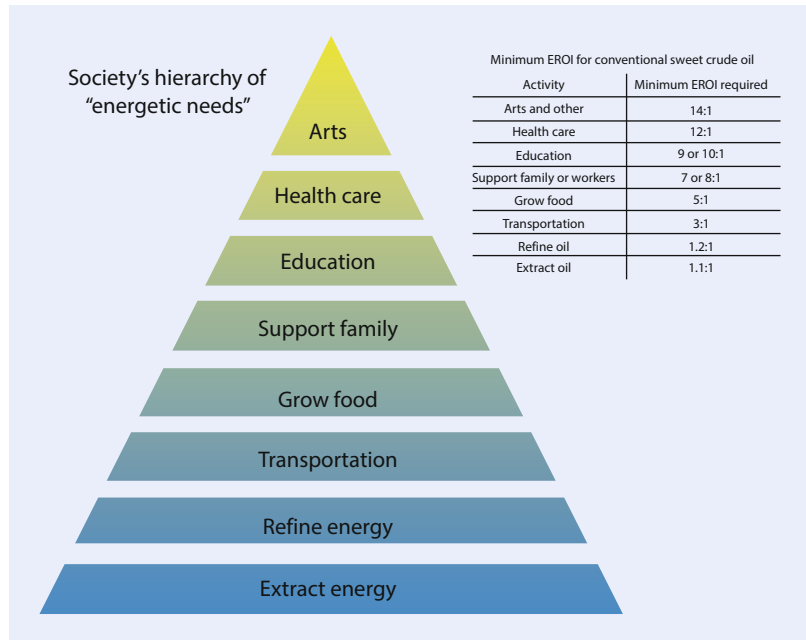 Society's hierarchy of
"energetic needs"
Arts
Health care
Education
Support family
Grow food
Transportation
Refine energy
Extract energy
Minimum EROI for conventional sweet crude oil
Activity Minimum EROI required
Arts and other 14:1
Health care 12:1
Education 9 or 10:1
Support family or workers 7 or 8:1
Grow food 5:1
Transportation 3:1
Refine oil 1.2:1
Extract oil 1.1:1